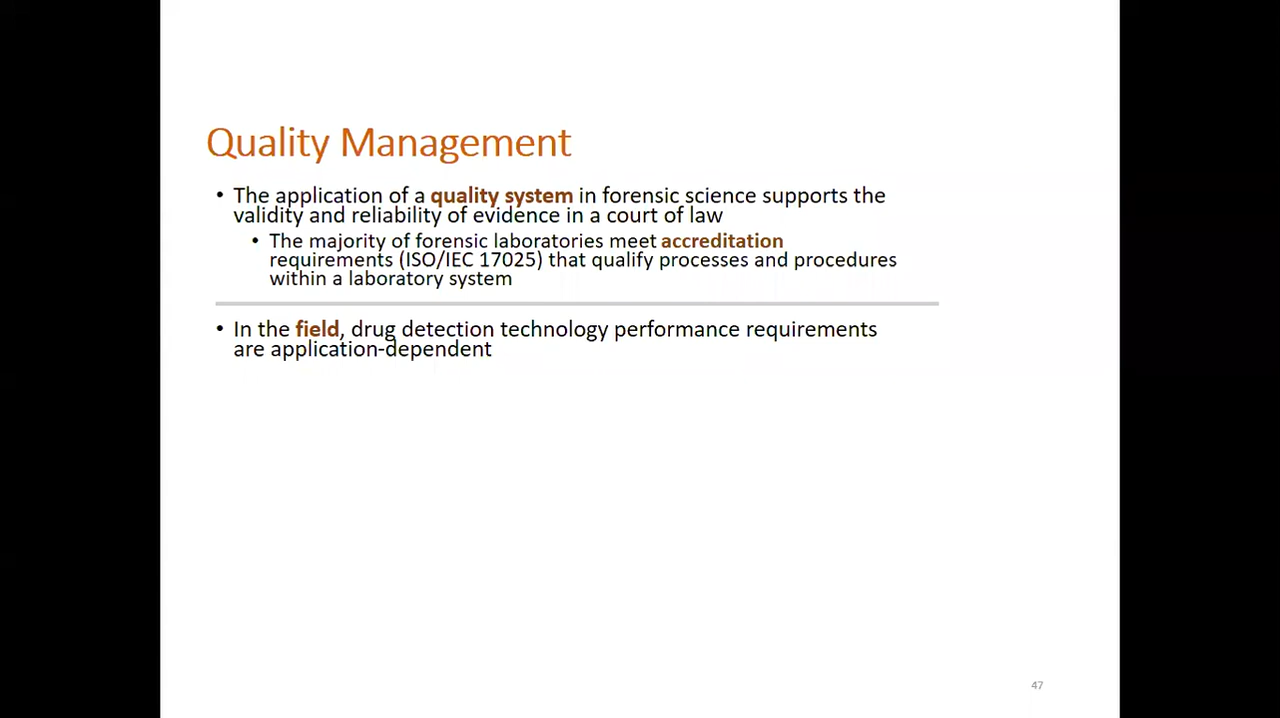 Quality Management
• The application of a quality system in forensic science supports the
validity and reliability of evidence in a court of law
• The majority of forensic laboratories meet accreditation
requirements (ISO/IEC 17025) that qualify processes and procedures
within a laboratory system
• In the field, drug detection technology performance requirements
are application-dependent
47